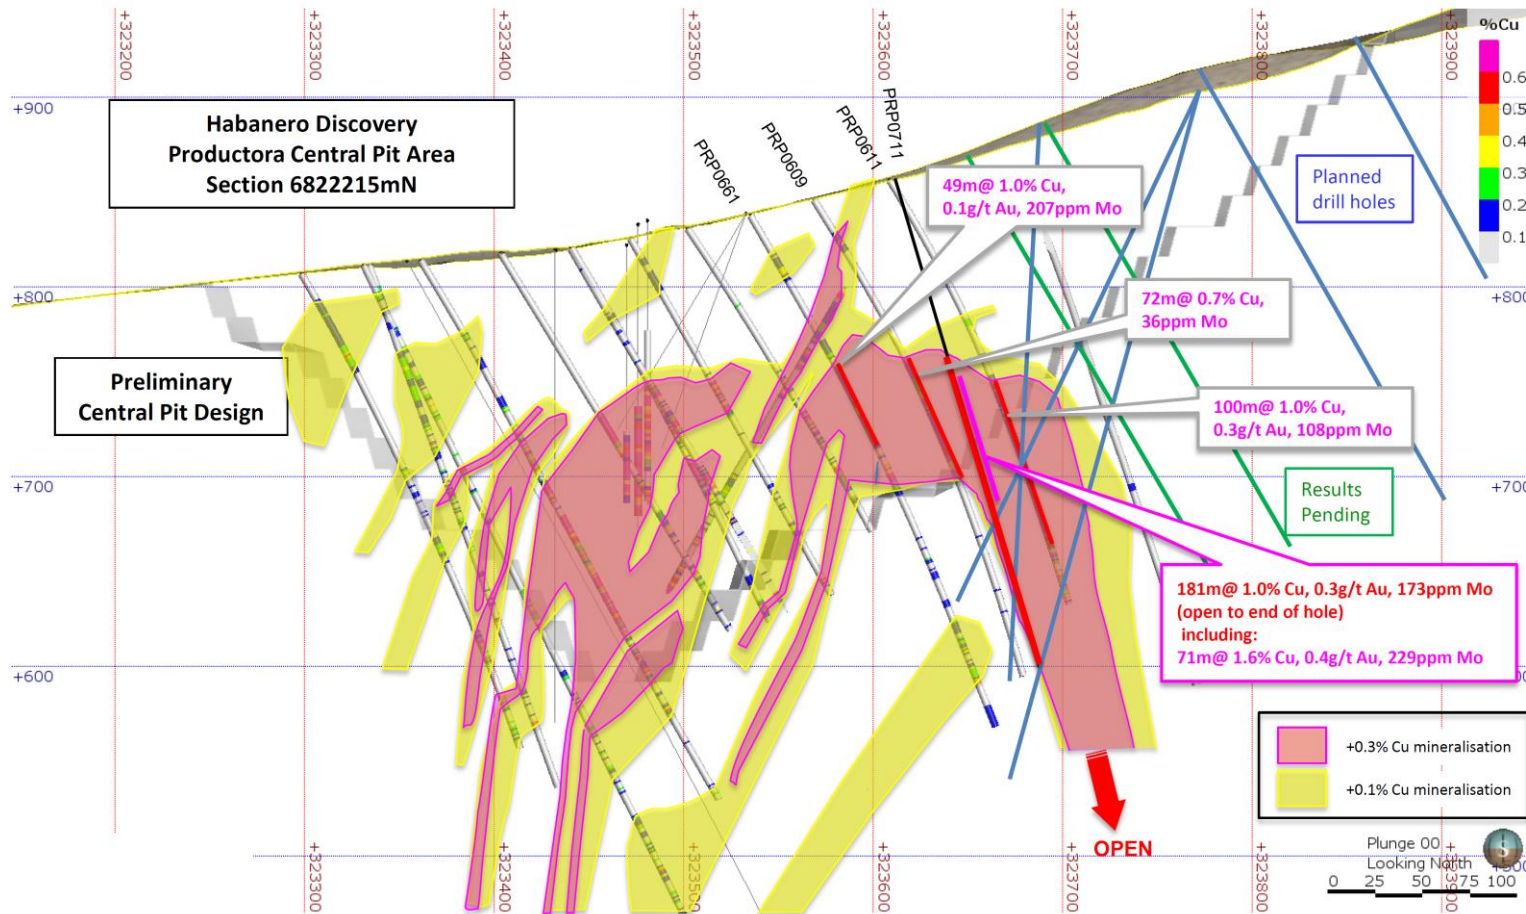 +323200
+323300
+323400
+323500
+323600
+323700
+323800
+323900
%Cu
0.6
0.5
0.4
0.3
0.2
0.1
+900
Habanero Discovery
Productora Central Pit Area
Section 6822215mN
PRP0661
PRP0609
PRP0611
PRP0711
49m@ 1.0% Cu,
0.1g/t Au, 207ppm Mo
Planned
drill holes
+800
+800
72m@ 0.7% Cu,
36ppm Mo
Preliminary
Central Pit Design
100m@ 1.0% Cu,
0.3g/t Au, 108ppm Mo
+700
+700
Results
Pending
181m@ 1.0% Cu, 0.3g/t Au, 173ppm Mo
(open to end of hole)
including:
71m@ 1.6% Cu, 0.4g/t Au, 229ppm Mo
+600
+0.3% Cu mineralisation
+0.1% Cu mineralisation
OPEN
Plunge 00
Looking North
0 25 50 75 100
+323300
+323400
+323500
+323600
+323700
+323800